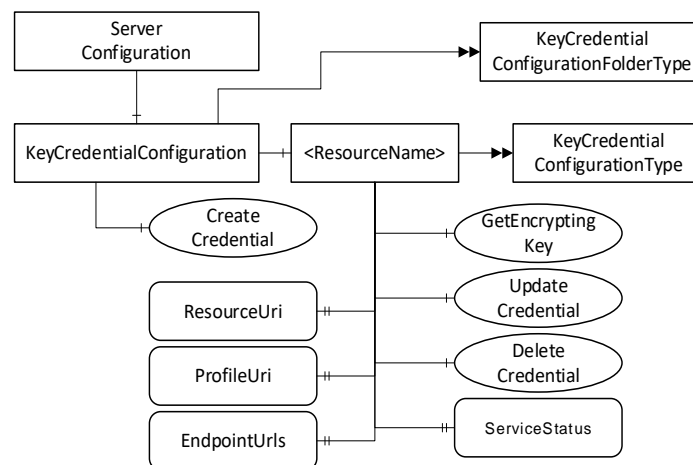 Server
Configuration
KeyCredential
ConfigurationFolderType
KeyCredentialConfiguration
<ResourceName>
KeyCredential
ConfigurationType
Create
Credential
GetEncrypting
Key
ResourceUri
Update
Credential
ProfileUri
Delete
Credential
EndpointUrls
ServiceStatus